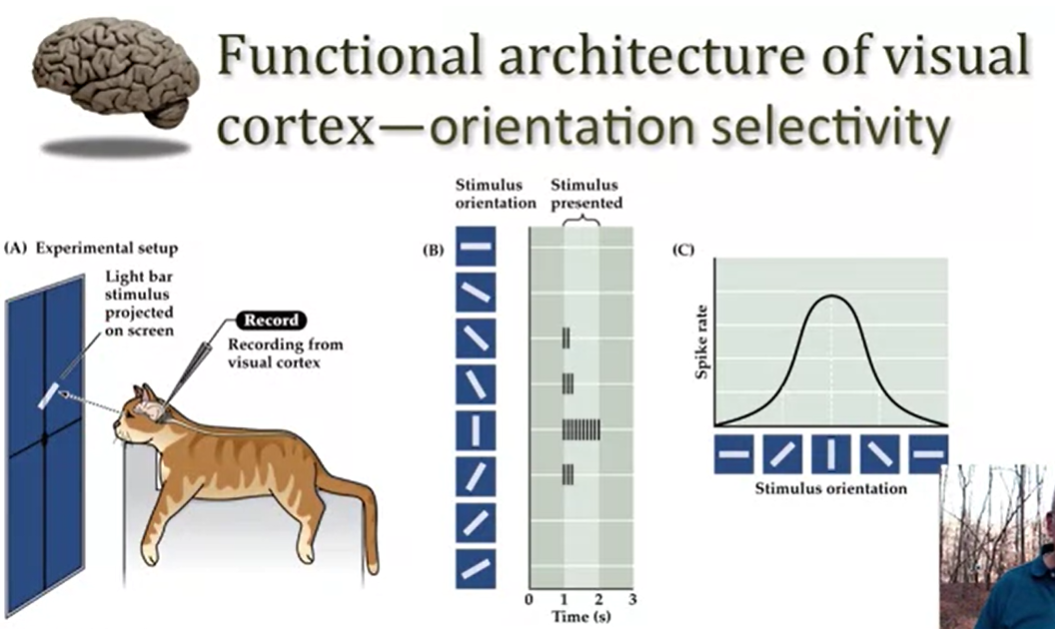 Functional architecture of visual
cortex—orientation selectivity
(A) Experimental setup
Light bar
stimulus
projected
on screen
Record
Recording from
visual cortex
(B)
Stimulus
orientation
Stimulus
presented
0 1 2 3
Time (s)
(C)
Spike rate
Stimulus orientation